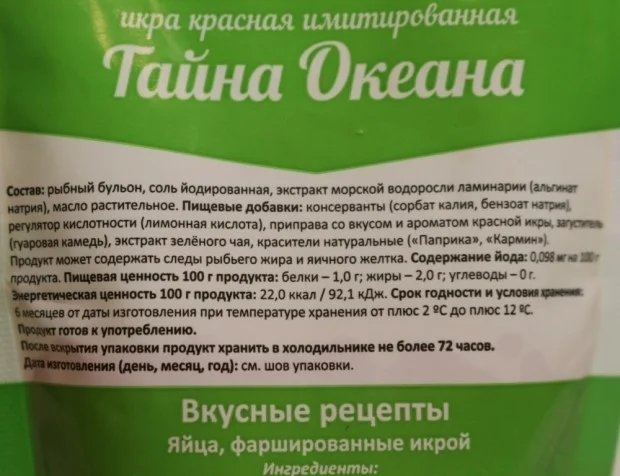 икра красная имитированная
Тайна Океана
Состав: рыбный бульон, соль йодированная, экстракт морской водоросли ламинарии (альгинат
натрия), масло растительное. Пищевые добавки: консерванты (сорбат калия, бензоат натрия),
регулятор кислотности (лимонная кислота), приправа со вкусом и ароматом красной икры, загуститель
(гуаровая камедь), экстракт зелёного чая, красители натуральные («Паприка», «Кармин»).
Продукт может содержать следы рыбьего жира и яичного желтка. Содержание йода: 0,098 мг на 100 г
продукта. Пищевая ценность 100 г продукта: белки – 1,0 г; жиры – 2,0 г; углеводы – 0 г.
Энергетическая ценность 100 г продукта: 22,0 ккал / 92,1 кДж. Срок годности и условия хранения:
6 месяцев от даты изготовления при температуре хранения от плюс 2 ºС до плюс 12 ºС.
Продукт готов к употреблению.
После вскрытия упаковки продукт хранить в холодильнике не более 72 часов.
Дата изготовления (день, месяц, год): см. шов упаковки.
Вкусные рецепты
Яйца, фаршированные икрой
Ингредиенты: